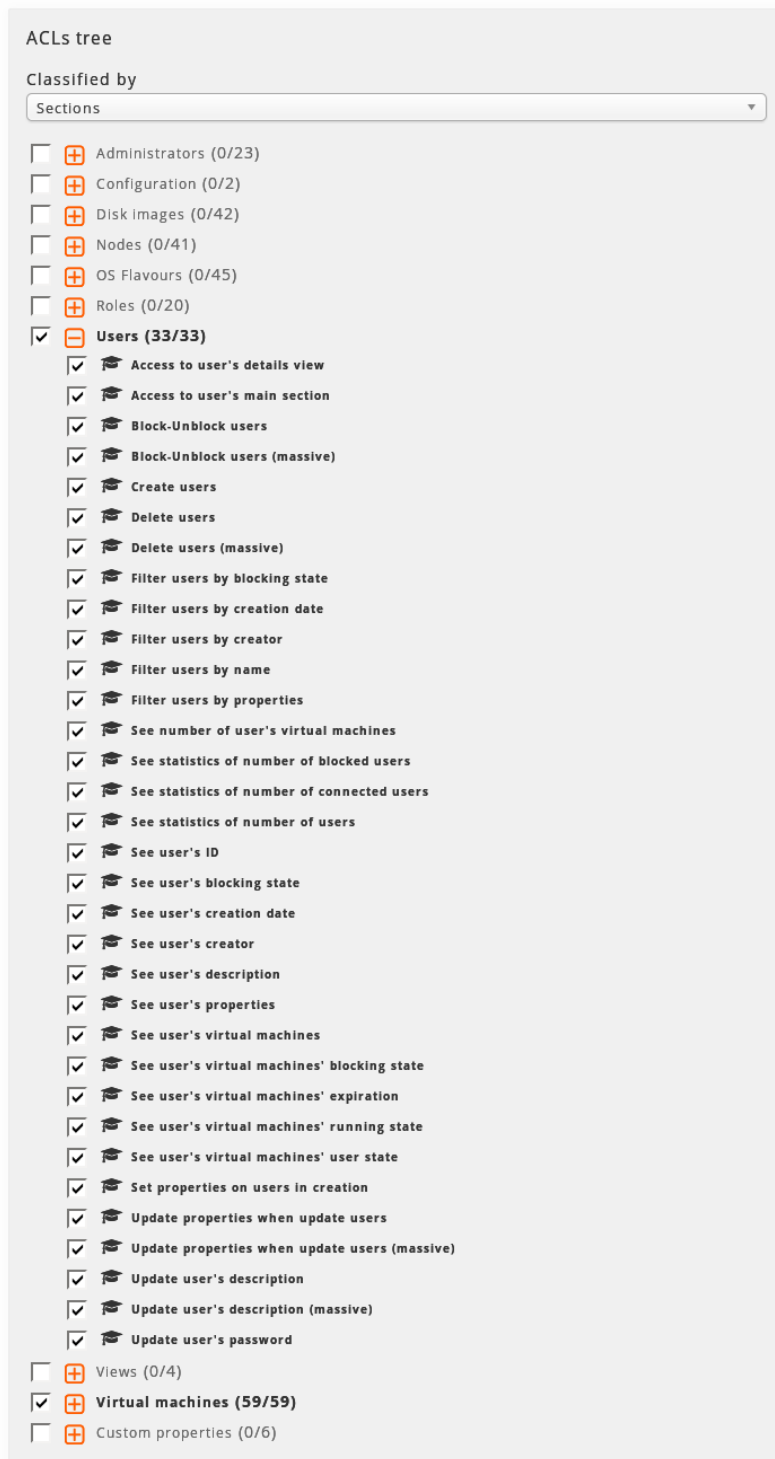 ACLs tree
Classified by
Sections
Administrators (0/23)
Configuration (0/2)
Disk images (0/42)
Nodes (0/41)
OS Flavours (0/45)
Roles (0/20)
Users (33/33)
Access to user's details view
Access to user's main section
Block-Unblock users
Block-Unblock users (massive)
Create users
Delete users
Delete users (massive)
Filter users by blocking state
Filter users by creation date
Filter users by creator
Filter users by name
Filter users by properties
See number of user's virtual machines
See statistics of number of blocked users
See statistics of number of connected users
See statistics of number of users
See user's ID
See user's blocking state
See user's creation date
See user's creator
See user's description
See user's properties
See user's virtual machines
See user's virtual machines' blocking state
See user's virtual machines' expiration
See user's virtual machines' running state
See user's virtual machines' user state
Set properties on users in creation
Update properties when update users
Update properties when update users (massive)
Update user's description
Update user's description (massive)
Update user's password
Views (0/4)
Virtual machines (59/59)
Custom properties (0/6)